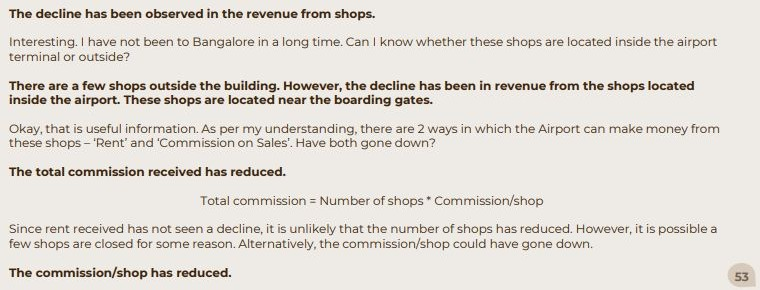 The decline has been observed in the revenue from shops.
Interesting. I have not been to Bangalore in a long time. Can I know whether these shops are located inside the airport
terminal or outside?
There are a few shops outside the building. However, the decline has been in revenue from the shops located
inside the airport. These shops are located near the boarding gates.
Okay, that is useful information. As per my understanding, there are 2 ways in which the Airport can make money from
these shops – ‘Rent’ and ‘Commission on Sales’. Have both gone down?
The total commission received has reduced.
Total commission = Number of shops * Commission/shop
Since rent received has not seen a decline, it is unlikely that the number of shops has reduced. However, it is possible a
few shops are closed for some reason. Alternatively, the commission/shop could have gone down.
The commission/shop has reduced.
53